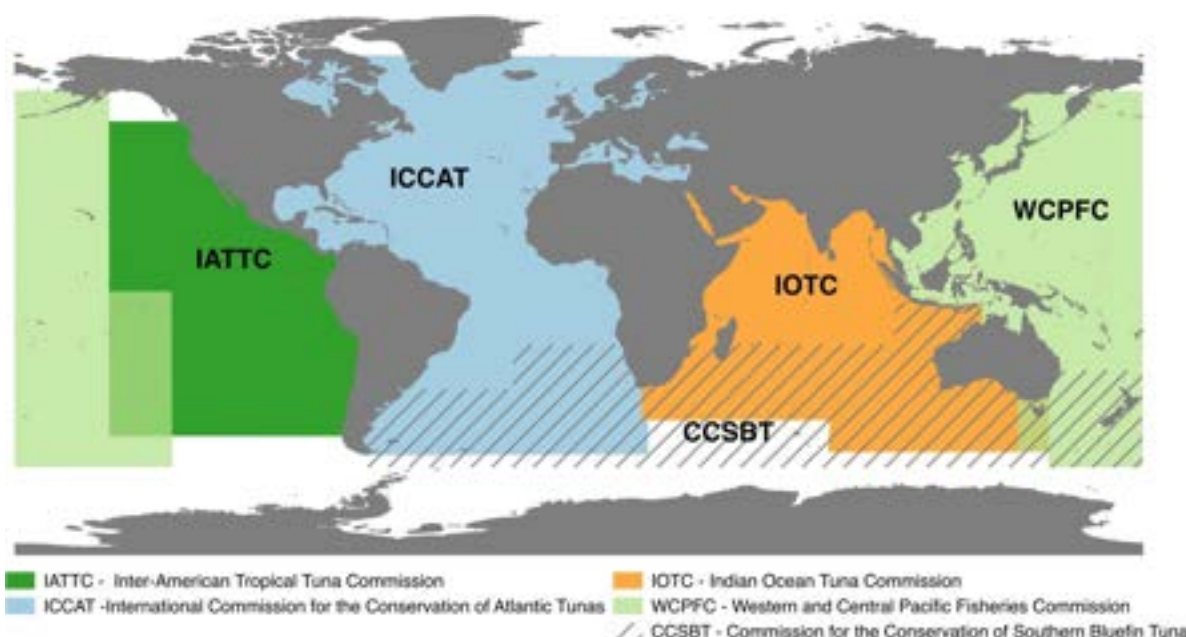 ICCAT
WCPFC
IATTC
IOTC
CCSBT
IATTC - Inter-American Tropical Tuna Commission
ICCAT -International Commission for the Conservation of Atlantic Tunas
IOTC - Indian Ocean Tuna Commission
WCPFC - Western and Central Pacific Fisheries Commission
CCSBT - Commission for the Conservation of Southern Bluefin Tuna